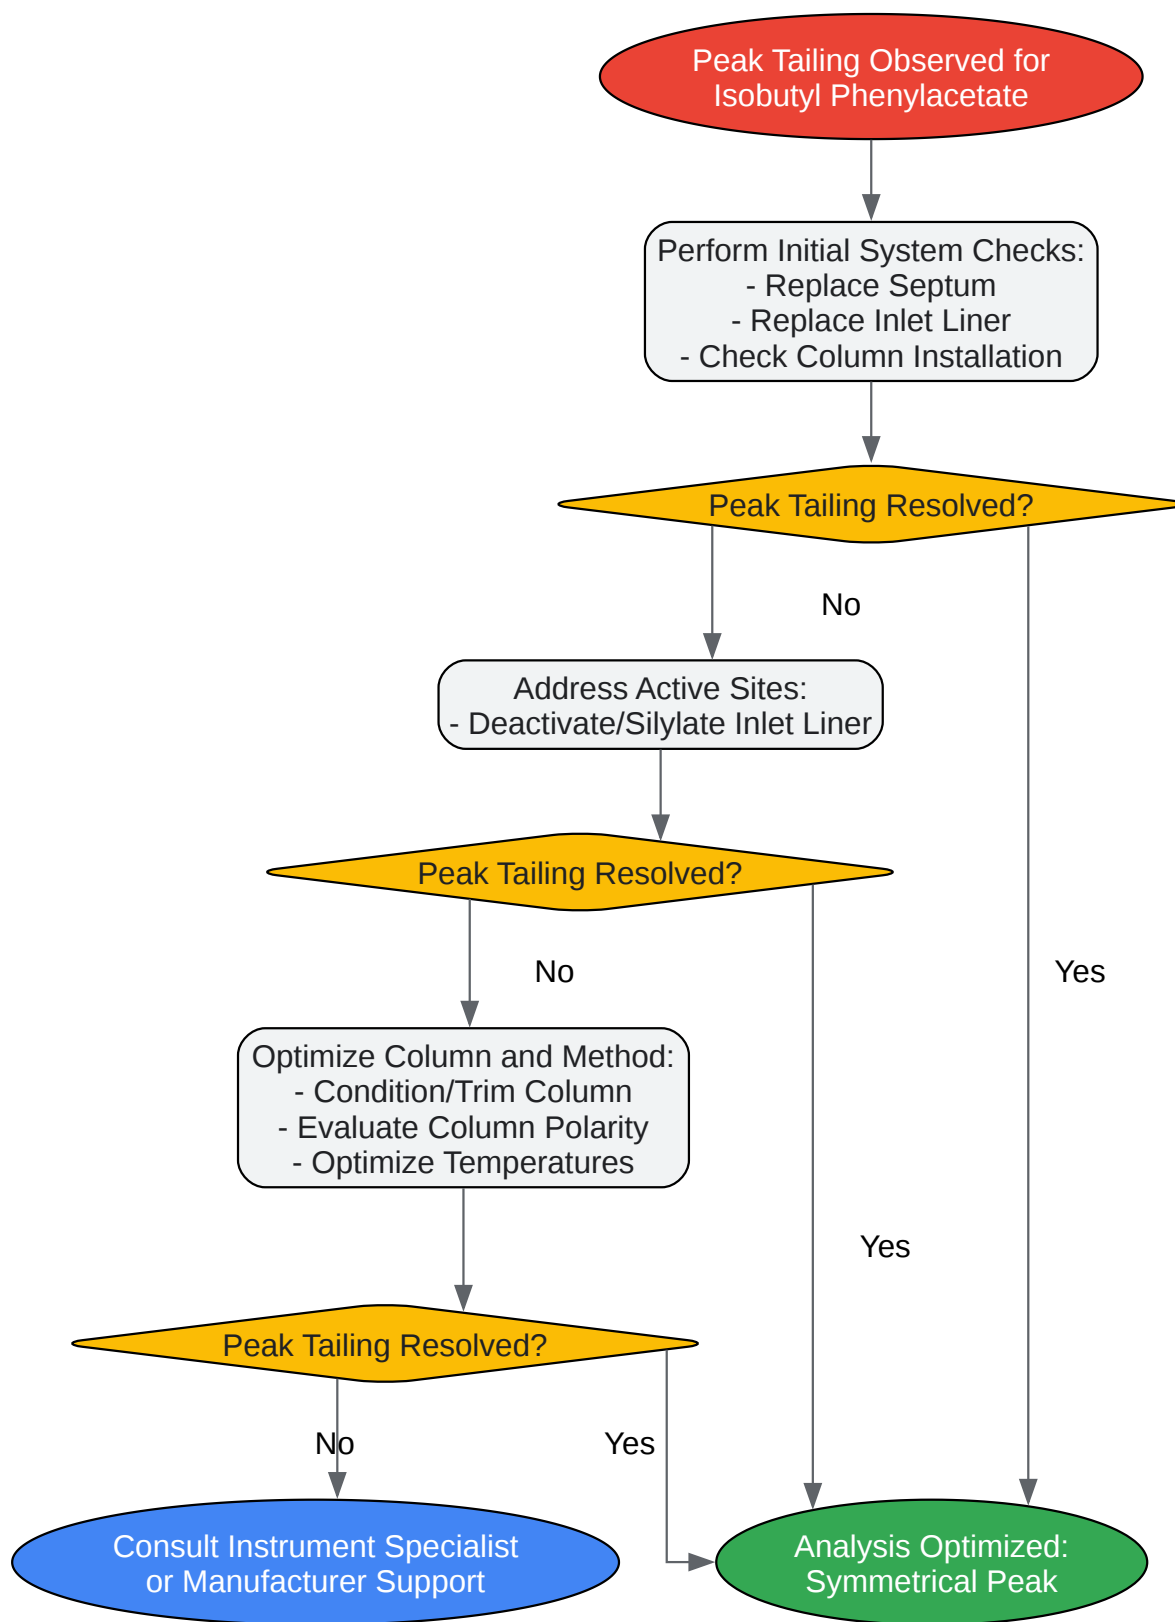 Peak Tailing Observed for
Isobutyl Phenylacetate
Perform Initial System Checks:
- Replace Septum
- Replace Inlet Liner
- Check Column Installation
Peak Tailing Resolved?
No
Address Active Sites:
- Deactivate/Silylate Inlet Liner
Peak Tailing Resolved?
No
Yes
Optimize Column and Method:
- Condition/Trim Column
- Evaluate Column Polarity
- Optimize Temperatures
Yes
Peak Tailing Resolved?
No
Yes
Consult Instrument Specialist
or Manufacturer Support
Analysis Optimized:
Symmetrical Peak